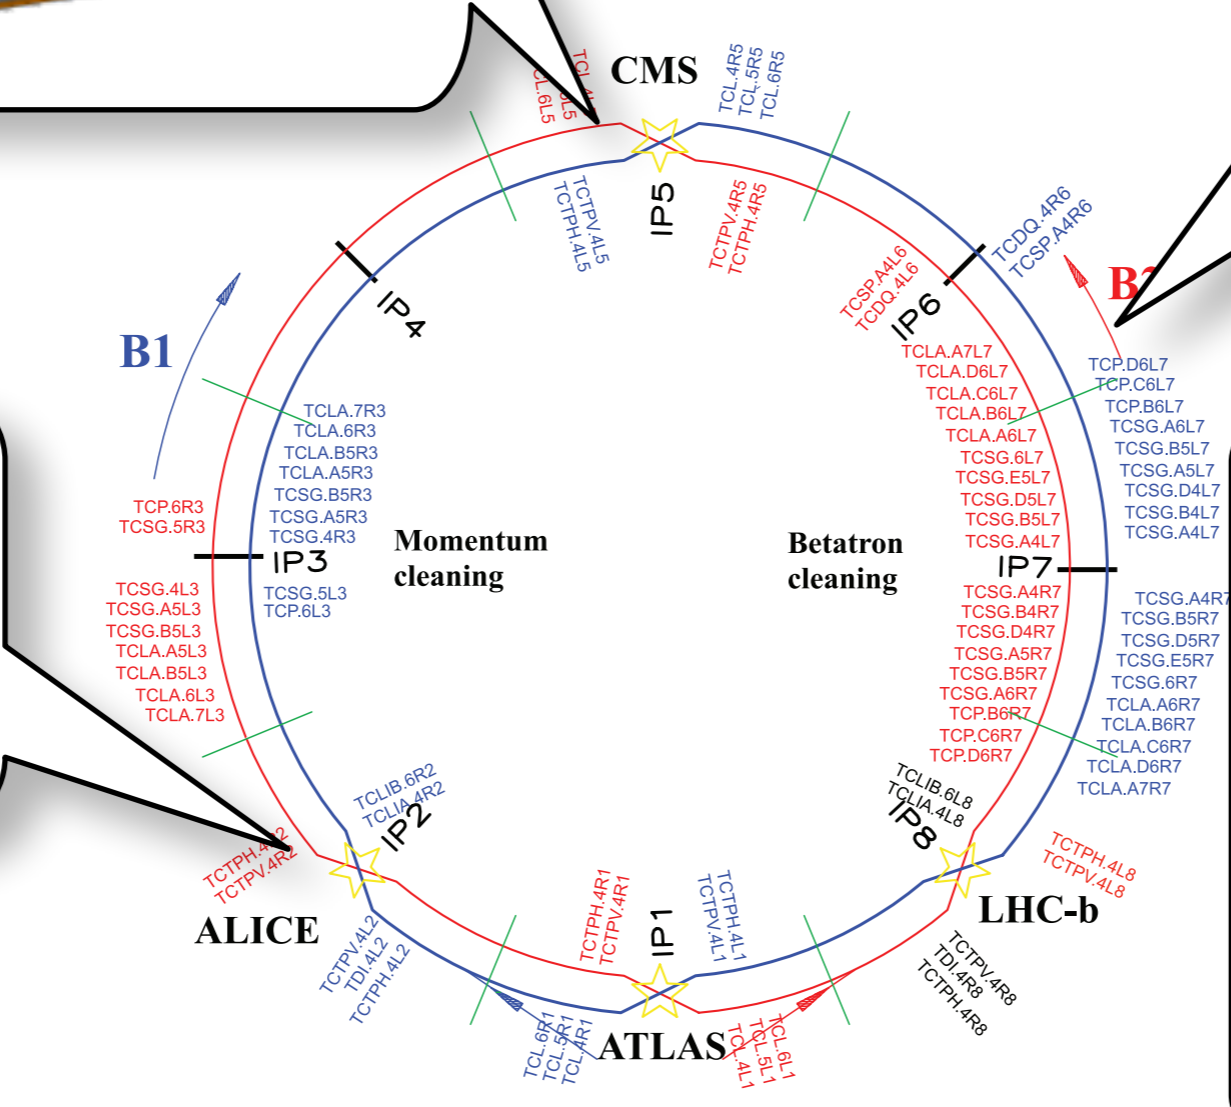 CMS
CL.6L5
TCL.4R5
TCL.5R5
TCL.6R5
TCTPV.4L5
TCTPH.4L5
IP5
TCTPV.4R5
TCTPH.4R5
TCDQ.4R6
TCSP.A4R6
TCSP.A4L6
TCDQ.4L6
IP6
IP4
B1
TCLA.7R3
TCLA.6R3
TCLA.B5R3
TCLA.A5R3
TCSG.B5R3
TCSG.A5R3
TCSG.4R3
TCP.6R3
TCSG.5R3
IP3
Momentum
cleaning
TCSG.5L3
TCP.6L3
TCSG.4L3
TCSG.A5L3
TCSG.B5L3
TCLA.A5L3
TCLA.B5L3
TCLA.6L3
TCLA.7L3
TCLA.A7L7
TCLA.D6L7
TCLA.C6L7
TCLA.B6L7
TCLA.A6L7
TCSG.6L7
TCSG.E5L7
TCSG.D5L7
TCSG.B5L7
TCSG.A4L7
Betatron
cleaning
IP7
TCP.D6L7
TCP.C6L7
TCP.B6L7
TCSG.A6L7
TCSG.B5L7
TCSG.A5L7
TCSG.D4L7
TCSG.B4L7
TCSG.A4L7
TCSG.A4R7
TCSG.B4R7
TCSG.D4R7
TCSG.A5R7
TCSG.B5R7
TCSG.A6R7
TCP.B6R7
TCP.C6R7
TCP.D6R7
TCSG.A4R7
TCSG.B5R7
TCSG.D5R7
TCSG.E5R7
TCSG.6R7
TCLA.A6R7
TCLA.B6R7
TCLA.C6R7
TCLA.D6R7
TCLA.A7R7
TCLIB.6R2
TCLIA.4R2
IP2
TCTPV.4R2
ALICE
TCTPV.4L2
TDI.4L2
TCTPH.4L2
TCLIB.6L8
TCLIA.4L8
IP8
TCTPH.4L8
TCTPV.4L8
LHC-b
TCTPV.4R8
TDI.4R8
TCTPH.4R8
TCTPH.4R1
TCTPV.4R1
IP1
TCTPH.4L1
TCTPV.4L1
TCL.6R1
TCL.5R1
TCL.4R1
ATLAS
TCL.6L1
TCL.5L1
TCL.4L1